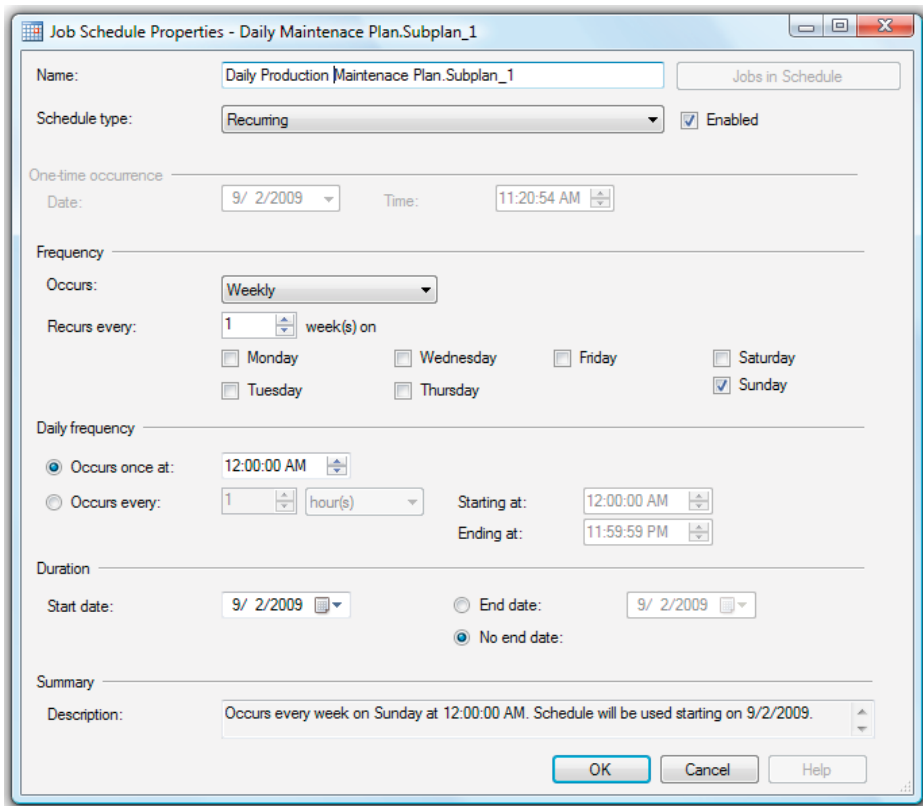 Job Schedule Properties - Daily Maintenace Plan.Subplan_1
Name: Daily Production Maintenace Plan.Subplan_1 Jobs in Schedule
Schedule type: Recurring Enabled
One-time occurrence
Date: 9/ 2/2009 Time: 11:20:54 AM
Frequency
Occurs: Weekly
Recurs every: 1 week(s) on
Monday Wednesday Friday Saturday
Tuesday Thursday Sunday
Daily frequency
Occurs once at: 12:00:00 AM
Occurs every: 1 hour(s) Starting at: 12:00:00 AM
Ending at: 11:59:59 PM
Duration
Start date: 9/ 2/2009 End date: 9/ 2/2009
No end date:
Summary
Description: Occurs every week on Sunday at 12:00:00 AM. Schedule will be used starting on 9/2/2009.
OK Cancel Help